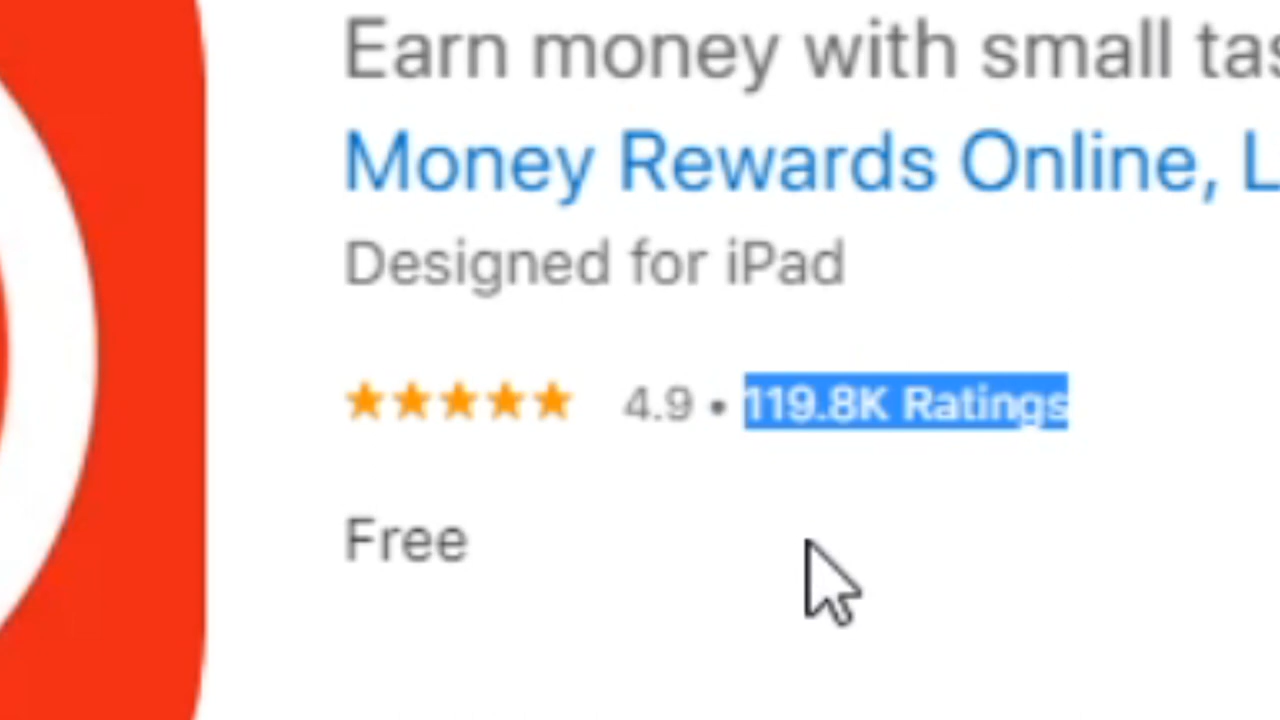 Earn money with small tas
Money Rewards Online, L
Designed for iPad
4.9 • 119.8K Ratings
Free